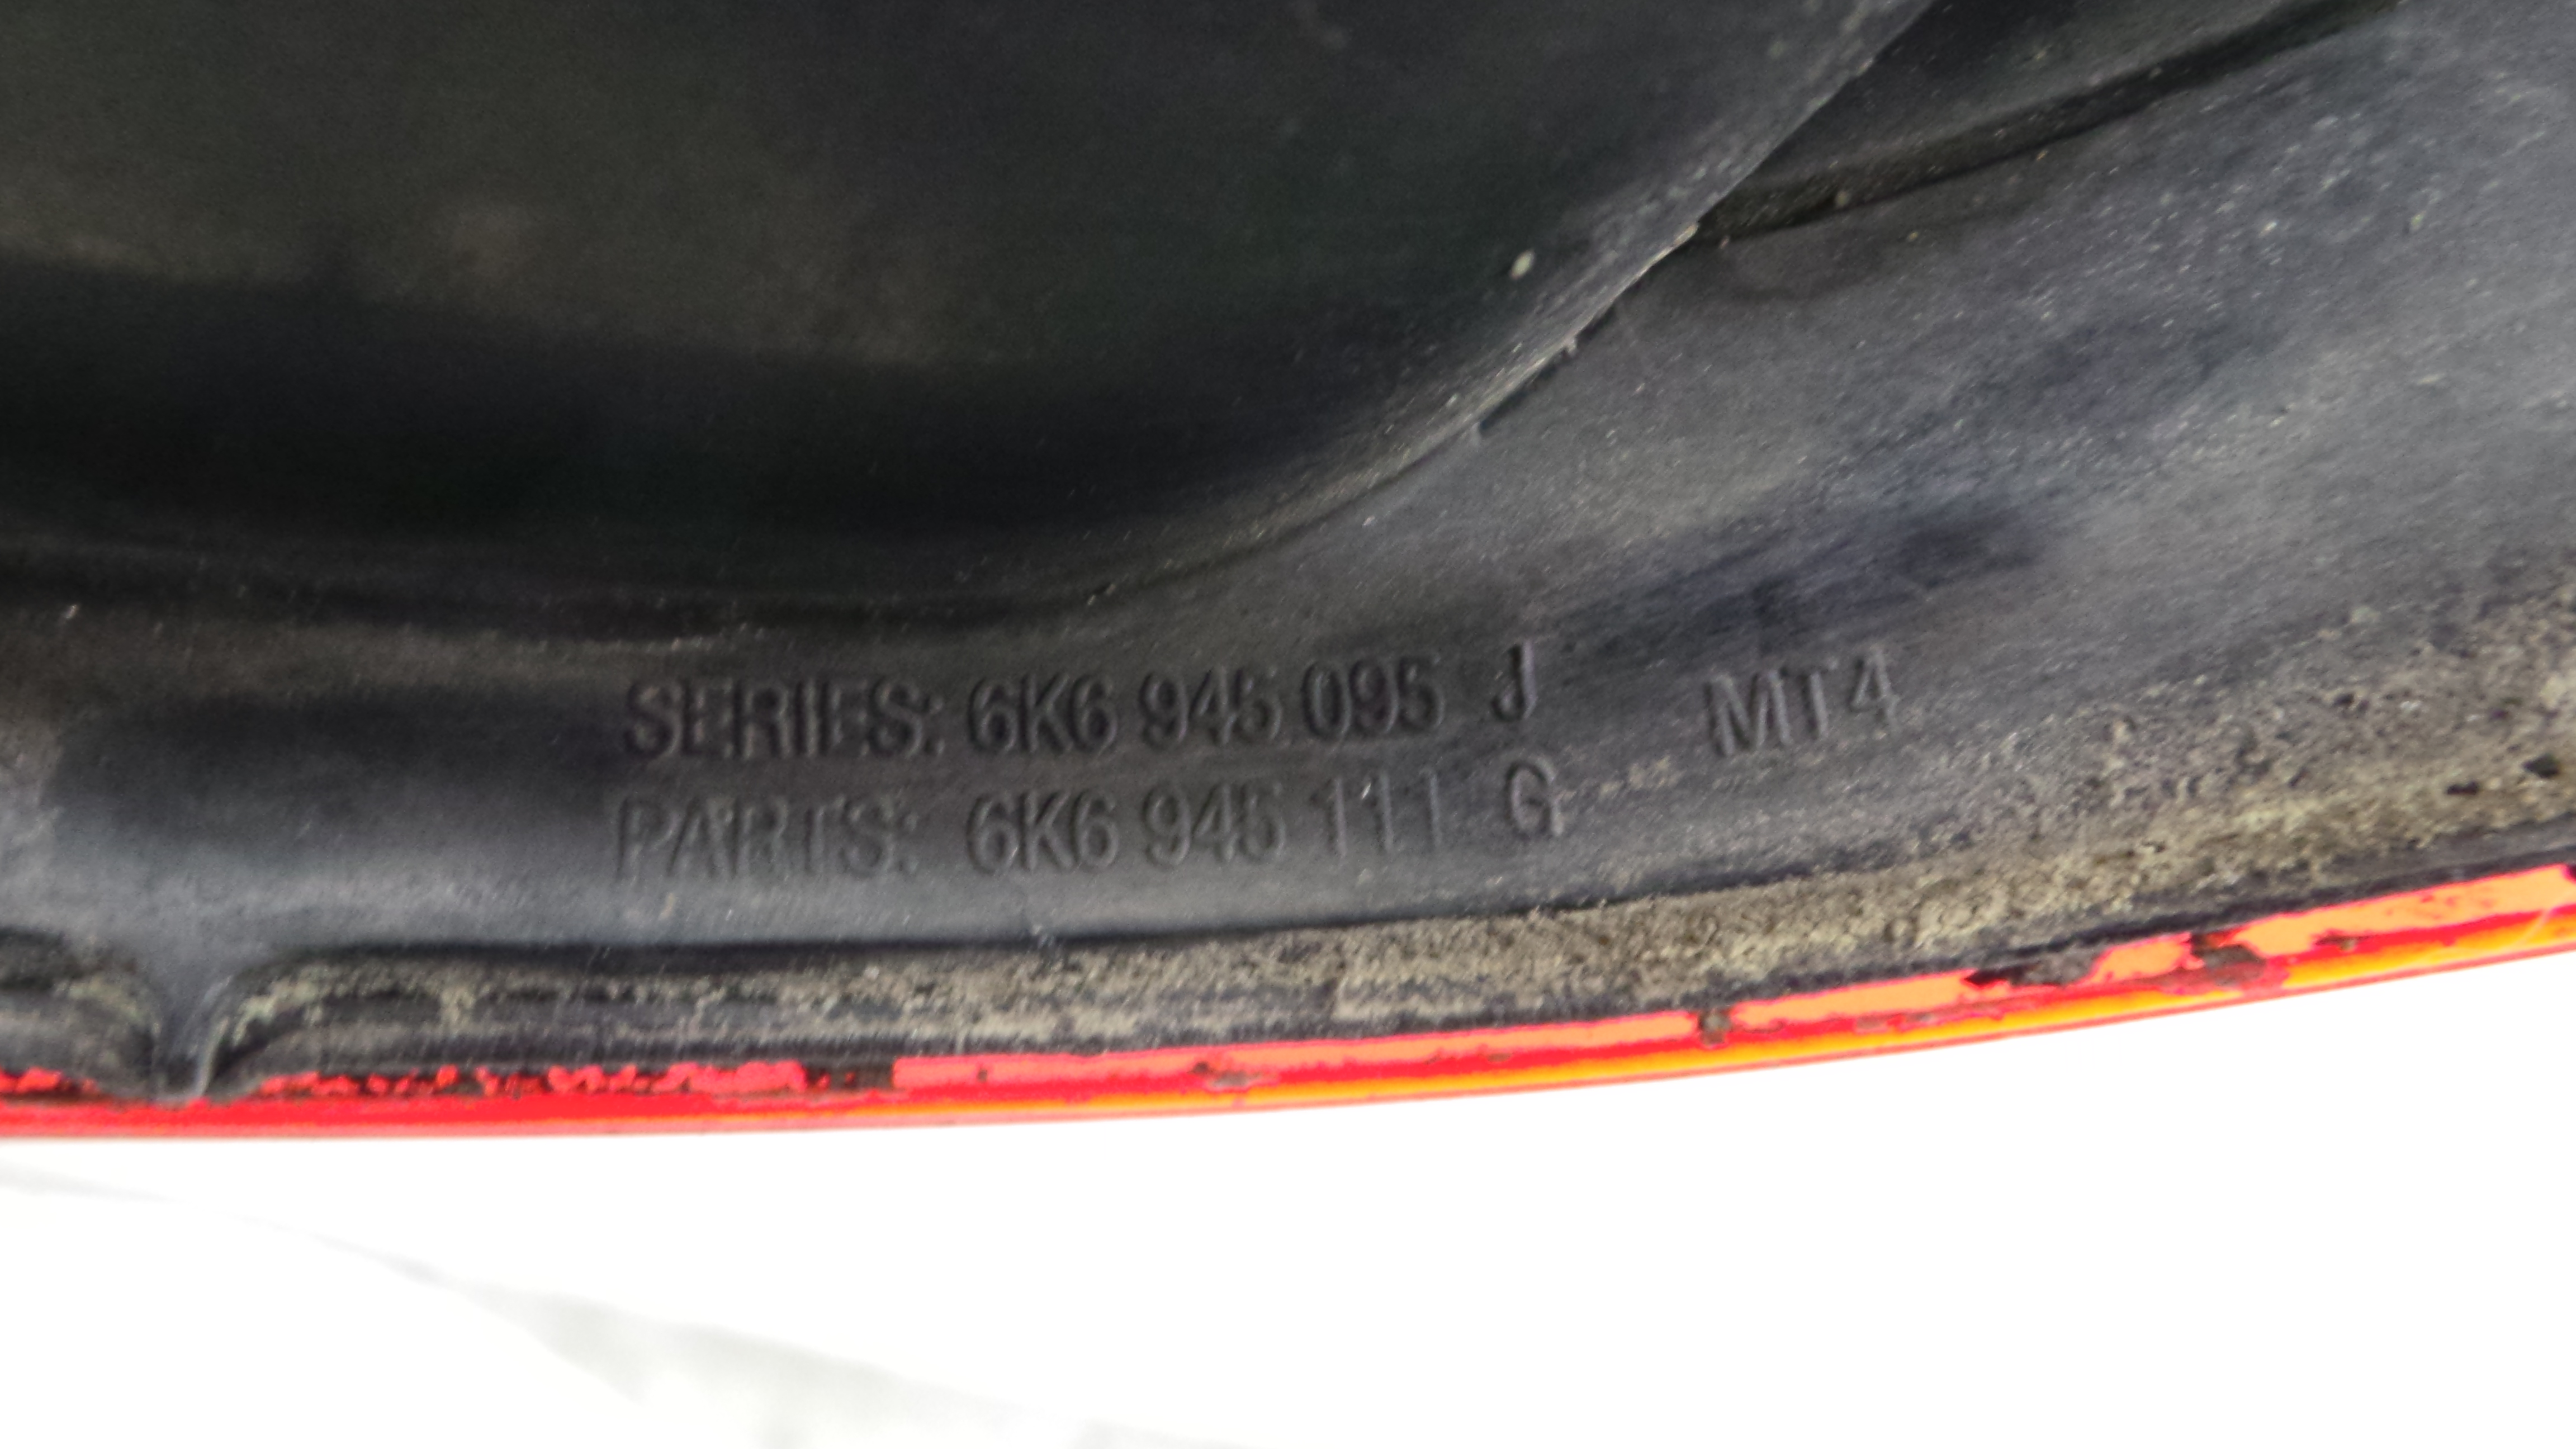 SERIES: 6K6 945 095 J MT4
PARTS: 6K6 945 111 G